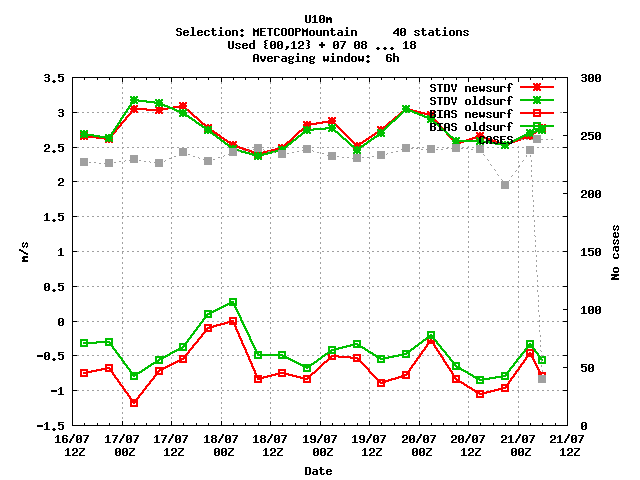 U10m
Selection: METCOOPMountain 40 stations
Used {00,12} + 07 08 ... 18
Averaging window: 6h
STDV newsurf
STDV oldsurf
BIAS newsurf
BIAS oldsurf
CASES
3.5
3
2.5
2
1.5
1
0.5
0
-0.5
-1
-1.5
m/s
300
250
200
150
100
50
0
No cases
16/07 17/07 17/07 18/07 18/07 19/07 19/07 20/07 20/07 21/07 21/07
12Z 00Z 12Z 00Z 12Z 00Z 12Z 00Z 12Z 00Z 12Z
Date